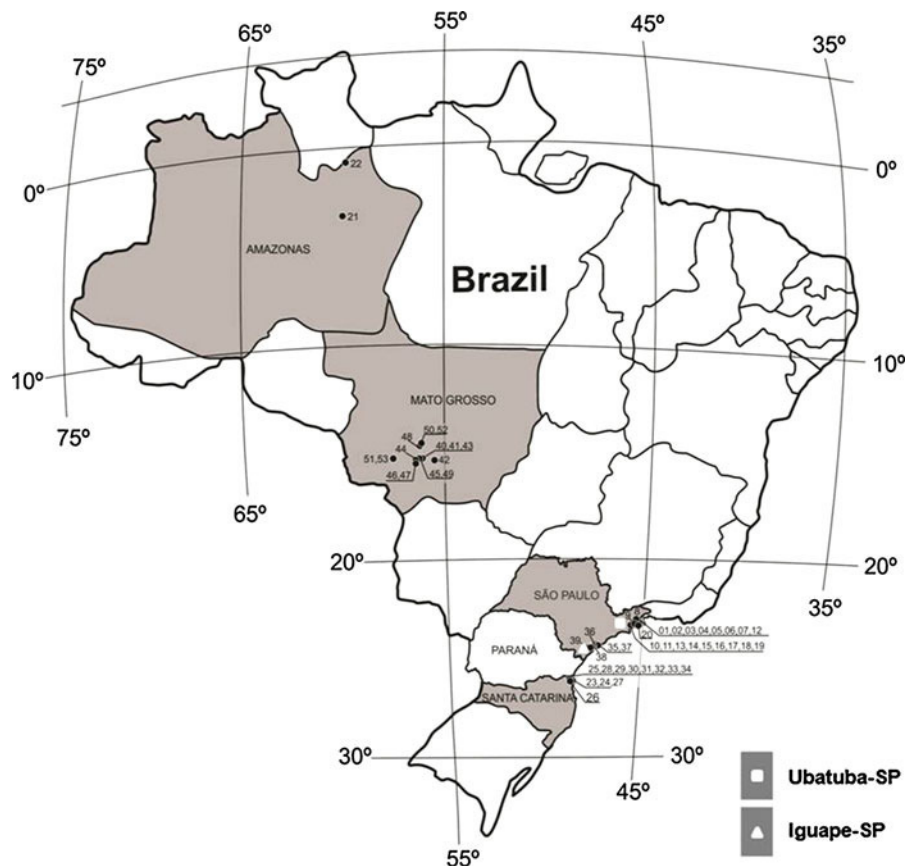 55º
65º
45º
75º
35º
22
0º
0º
21
AMAZONAS
Brazil
10º
10º
MATO GROSSO
50,52
48
40,41,43
44
51,53
42
46,47
45,49
75º
65º
20º
20º
35º
SÃO PAULO
01,02,03,04,05,06,07,12
20
36
39
35,37
10,11,13,14,15,16,17,18,19
PARANÀ
38
25,28,29,30,31,32,33,34
23,24,27
SANTA CATARINA
26
30º
30º
45º
Ubatuba-SP
Iguape-SP
55º